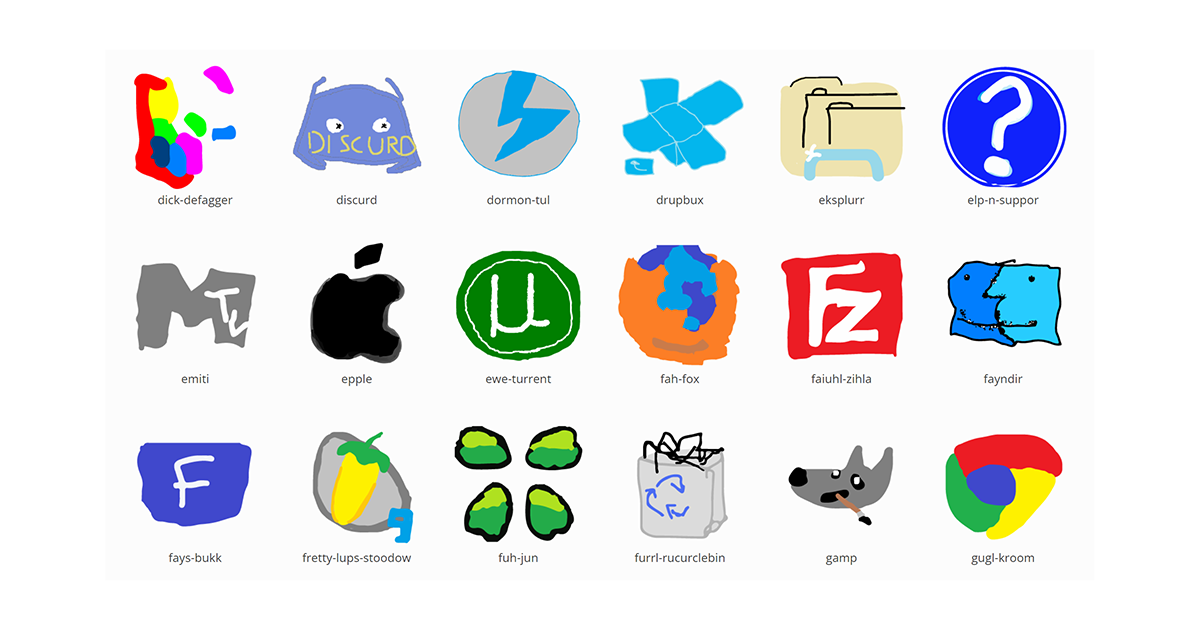 DISCURD
dick-defagger discurd dormon-tul drupbux eksplurr elp-n-suppor
?
MTV
µ
FZ
emiti epple ewe-turrent fah-fox faiuhl-zihla fayndir
F
fays-bukk fretty-lups-stoodow fuh-jun furrl-rucurclebin gamp gugl-kroom